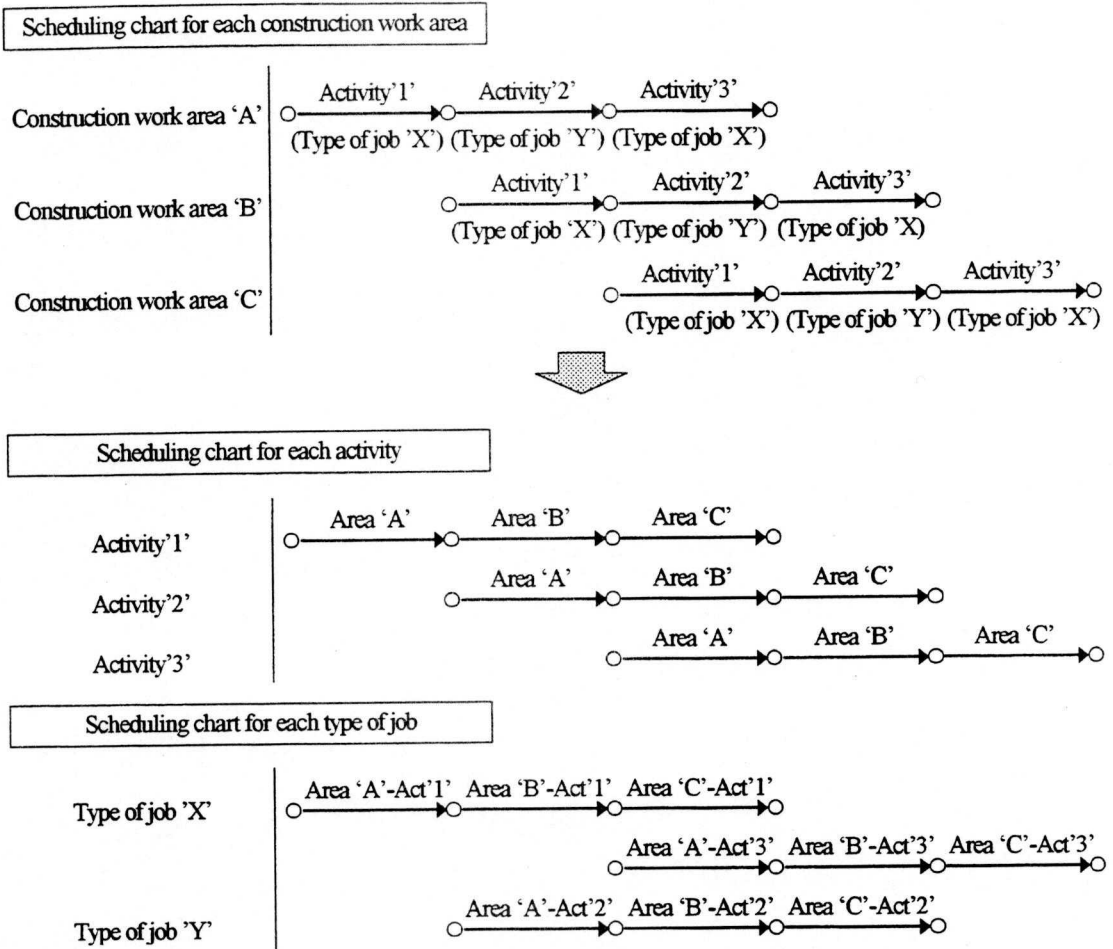 Scheduling chart for each construction work area
Activity'1' Activity'2' Activity'3'
Construction work area ‘A’
(Type of job 'X') (Type of job 'Y') (Type of job 'X')
Activity'1' Activity'2' Activity'3'
Construction work area ‘B’
(Type of job ‘X’) (Type of job 'Y') (Type of job 'X)
Activity'1' Activity'2' Activity'3'
Construction work area ‘C’
(Type of job 'X') (Type of job 'Y') (Type of job 'X')
Scheduling chart for each activity
Area ‘A’ Area ‘B’ Area ‘C’
Activity'1'
Area ‘A’ Area ‘B’ Area ‘C’
Activity'2'
Area ‘A’ Area ‘B’ Area ‘C’
Activity'3'
Scheduling chart for each type of job
Area ‘A’-Act'1' Area ‘B’-Act'1' Area ‘C’-Act'1'
Type of job 'X'
Area ‘A’-Act'3' Area ‘B’-Act'3' Area ‘C’-Act'3'
Area ‘A’-Act'2' Area ‘B’-Act'2' Area ‘C’-Act'2'
Type of job 'Y'